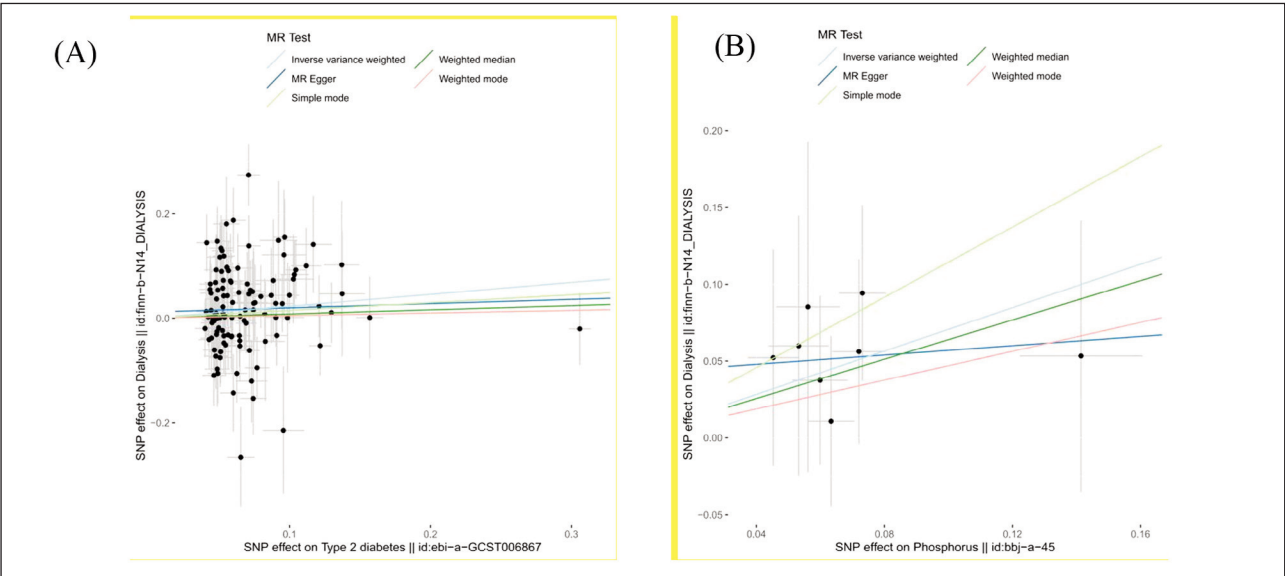 (A)
MR Test
Inverse variance weighted
Weighted median
MR Egger
Weighted mode
Simple mode
SNP effect on Dialysis || id:finn−b−N14_DIALYSIS
0.2
0.0
−0.2
0.1
0.2
0.3
SNP effect on Type 2 diabetes || id:ebi−a−GCST006867
(B)
MR Test
Inverse variance weighted
Weighted median
MR Egger
Weighted mode
Simple mode
SNP effect on Dialysis || id:finn−b−N14_DIALYSIS
0.20
0.15
0.10
0.05
0.00
−0.05
0.04
0.08
0.12
0.16
SNP effect on Phosphorus || id:bbj−a−45